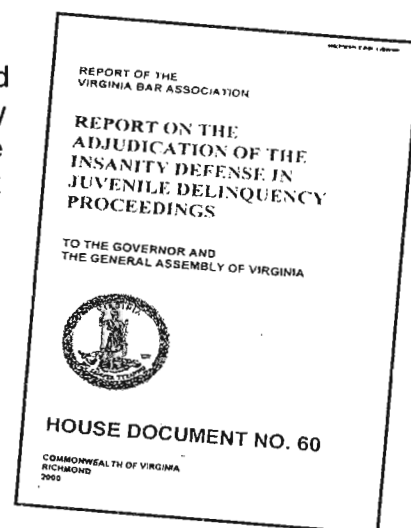 REPORT OF THE
VIRGINIA BAR ASSOCIATION
REPORT ON THE
ADJUDICATION OF THE
INSANITY DEFENSE IN
JUVENILE DELINQUENCY
PROCEEDINGS
TO THE GOVERNOR AND
THE GENERAL ASSEMBLY OF VIRGINIA
VIRGINIA
HOUSE DOCUMENT NO. 60
COMMONWEALTH OF VIRGINIA
RICHMOND
2000